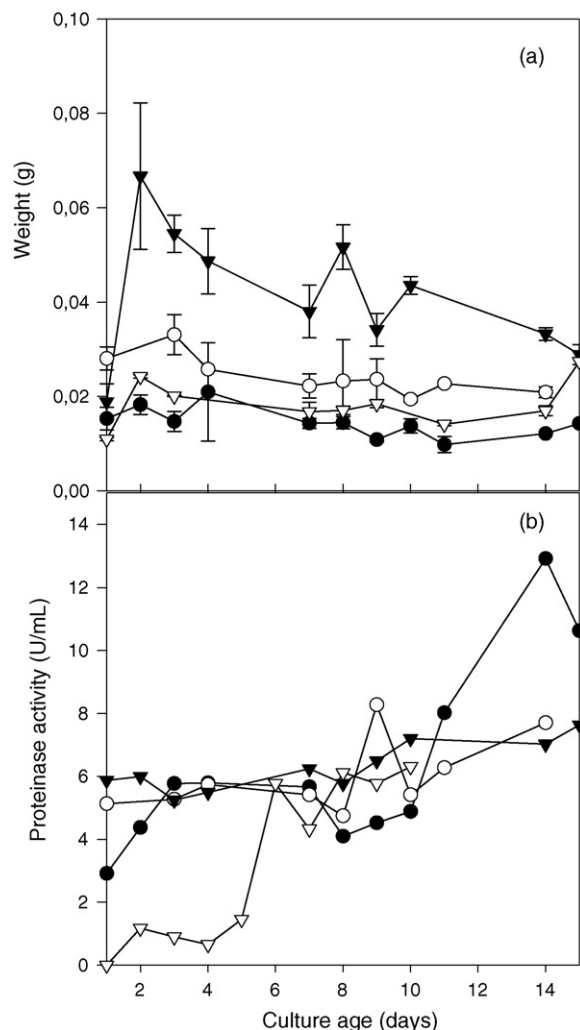 0,10
(a)
0,08
0,06
Weight (g)
0,04
0,02
0,00
14
(b)
12
10
8
Proteinase activity (U/mL)
6
4
2
0
2 4 6 8 10 12 14
Culture age (days)